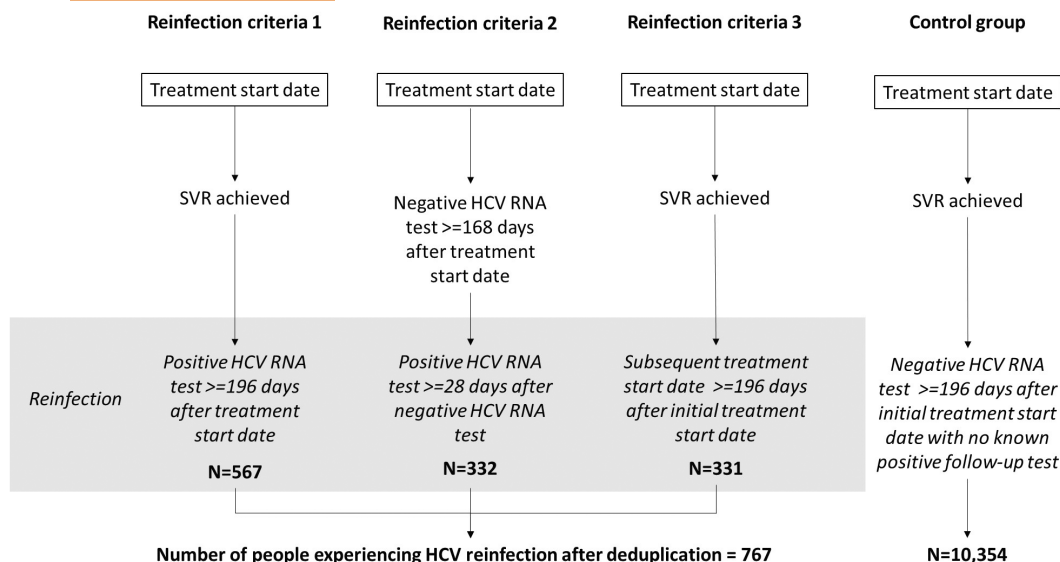 Reinfection criteria 1
Reinfection criteria 2
Reinfection criteria 3
Control group
Treatment start date
Treatment start date
Treatment start date
Treatment start date
SVR achieved
Negative HCV RNA
test >=168 days
after treatment
start date
SVR achieved
SVR achieved
Reinfection
Positive HCV RNA
test >=196 days
after treatment
start date
N=567
Positive HCV RNA
test >=28 days after
negative HCV RNA
test
N=332
Subsequent treatment
start date >=196 days
after initial treatment
start date
N=331
Negative HCV RNA
test >=196 days after
initial treatment start
date with no known
positive follow-up test
Number of people experiencing HCV reinfection after deduplication = 767
N=10,354